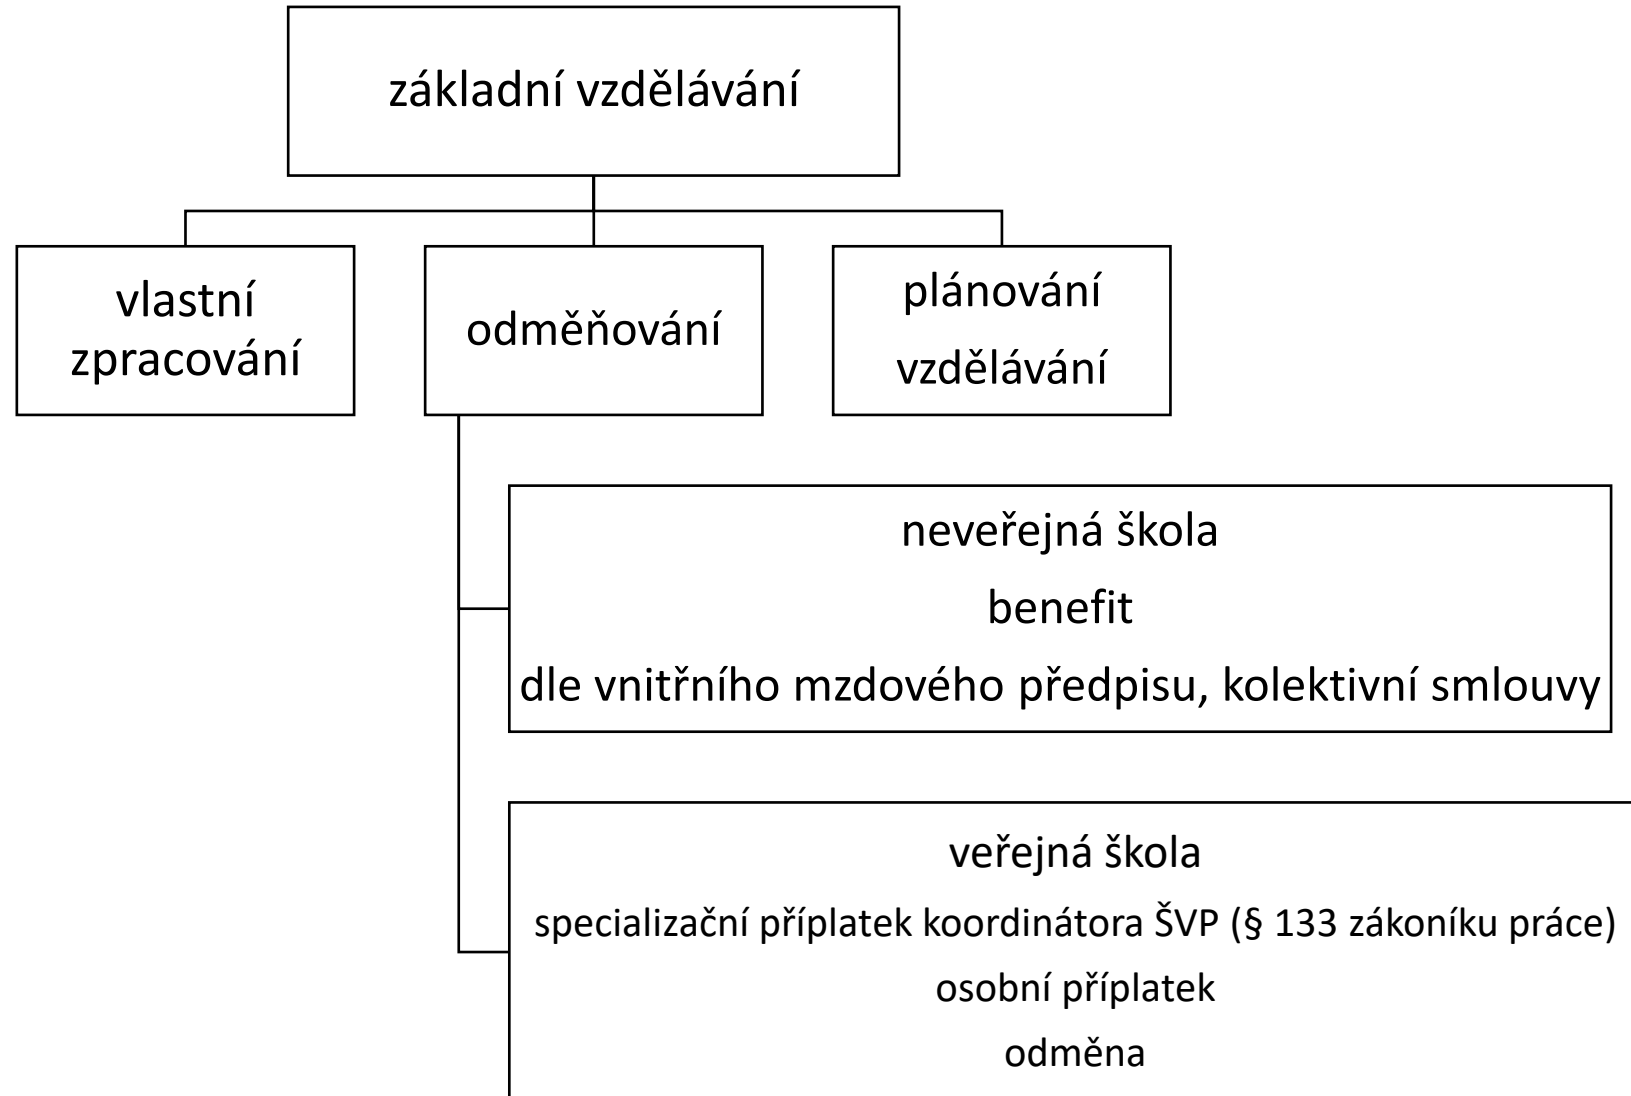 základní vzdělávání
vlastní
zpracování
odměňování
plánování
vzdělávání
neveřejná škola
benefit
dle vnitřního mzdového předpisu, kolektivní smlouvy
veřejná škola
specializační příplatek koordinátora ŠVP (§ 133 zákoníku práce)
osobní příplatek
odměna